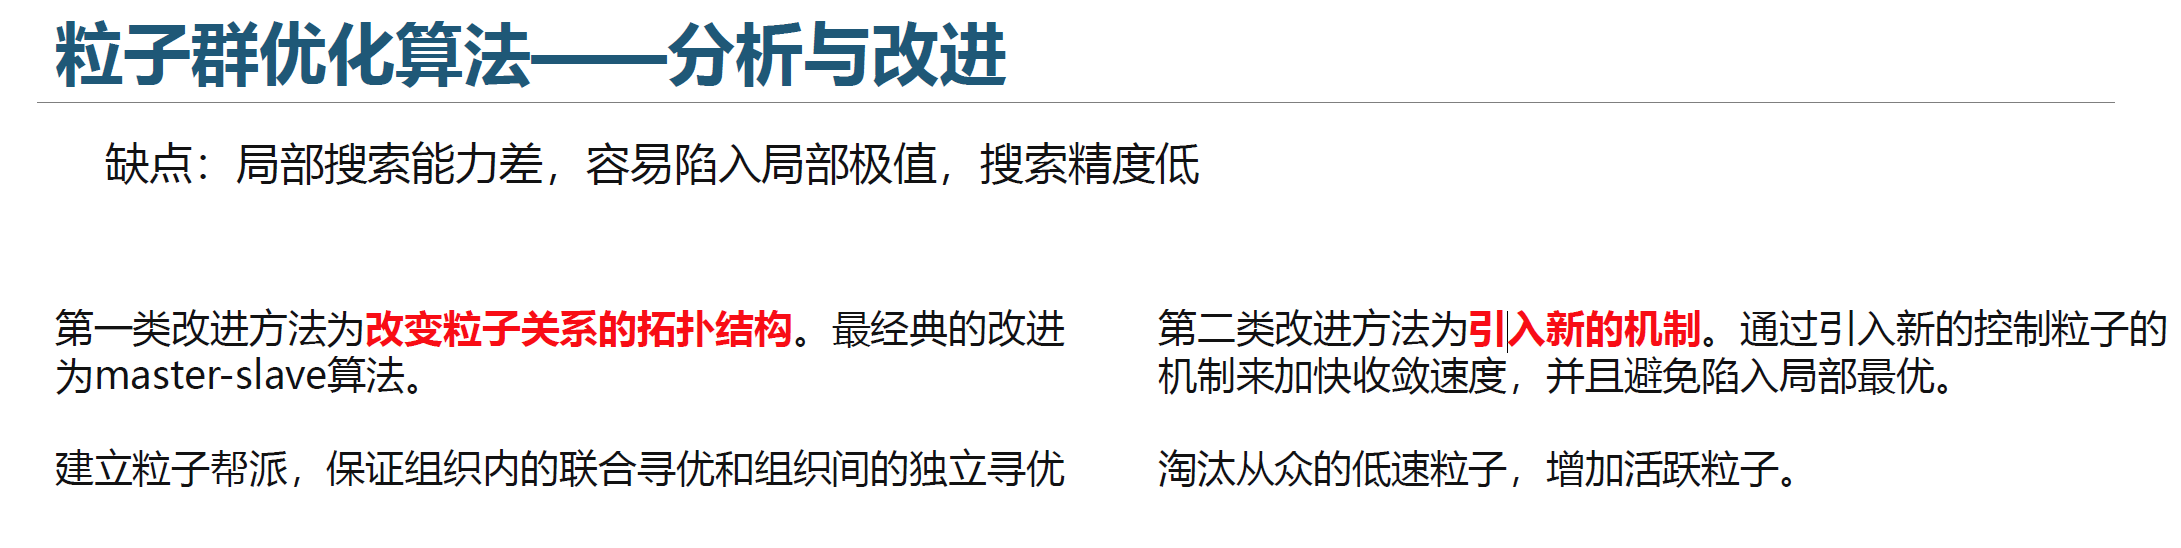 粒子群优化算法——分析与改进
缺点：局部搜索能力差，容易陷入局部极值，搜索精度低
第一类改进方法为改变粒子关系的拓扑结构。最经典的改进
为master-slave算法。
建立粒子帮派，保证组织内的联合寻优和组织间的独立寻优
第二类改进方法为引入新的机制。通过引入新的控制粒子的
机制来加快收敛速度，并且避免陷入局部最优。
淘汰从众的低速粒子，增加活跃粒子。